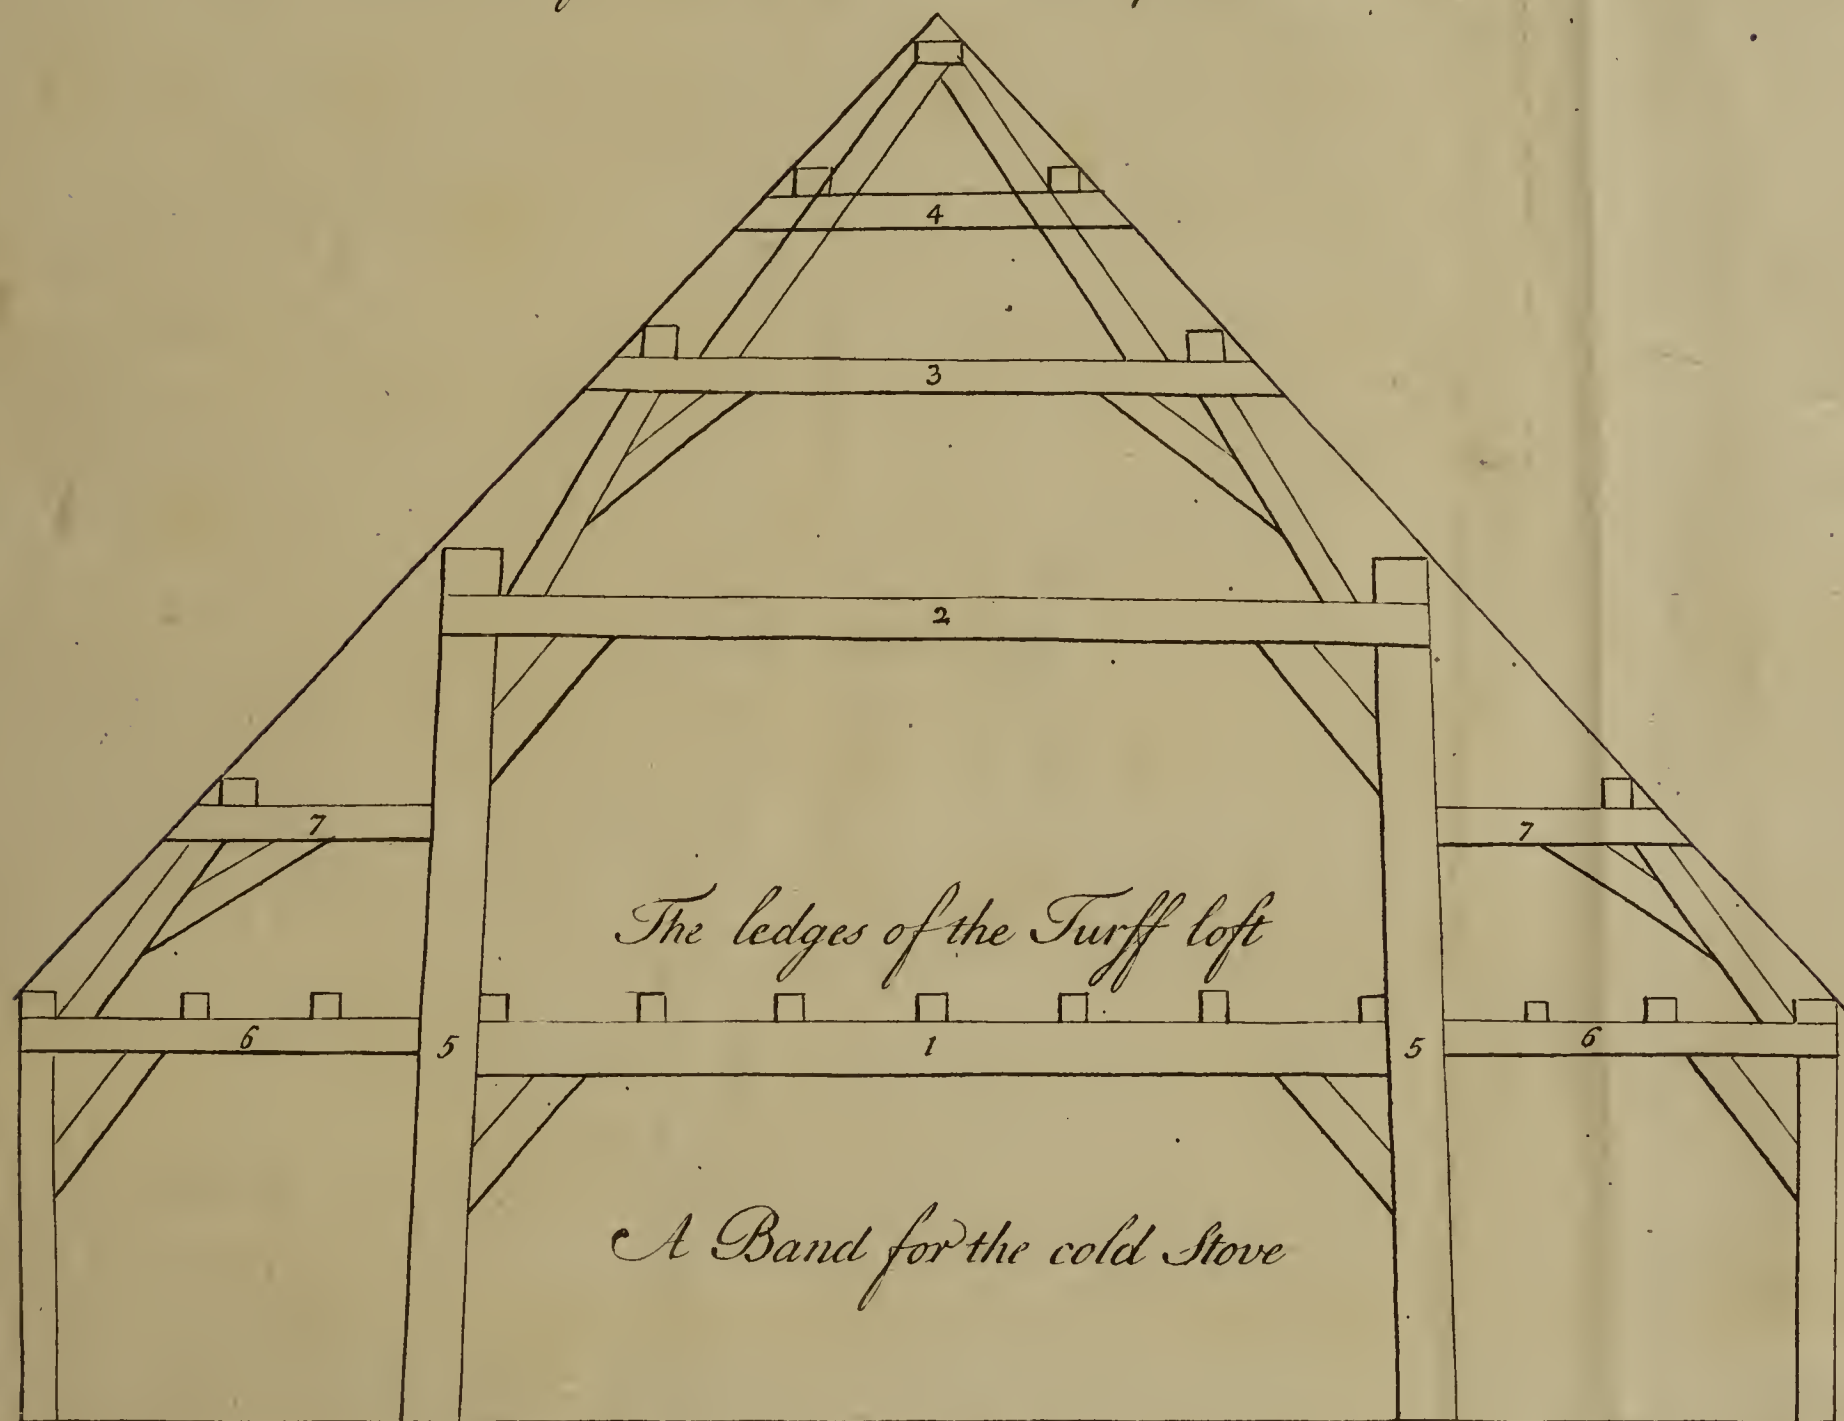 4
3
2
7 7
The ledges of the Turff loft
6 5 1 5 6
A Band for the cold Stove